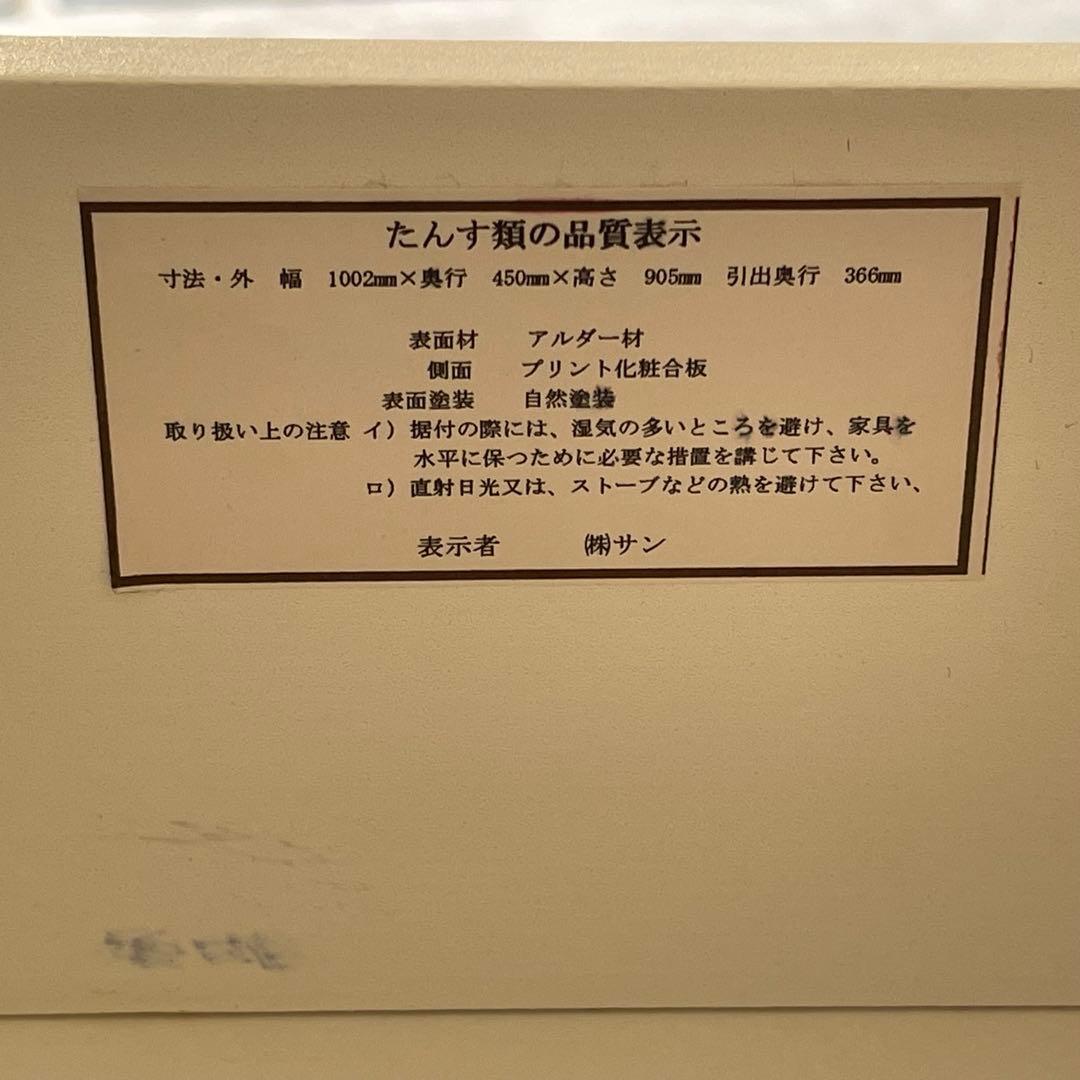 たんす類の品質表示
寸法・外 幅 1002㎜×奥行 450㎜×高さ 905㎜ 引出奥行 366㎜
表面材 アルダー材
側面 プリント化粧合板
表面塗装 自然塗装
取り扱い上の注意 イ）据付の際には、湿気の多いところを避け、家具を
水平に保つために必要な措置を講じて下さい。
ロ）直射日光又は、ストーブなどの熱を避けて下さい、
表示者 ㈱サン